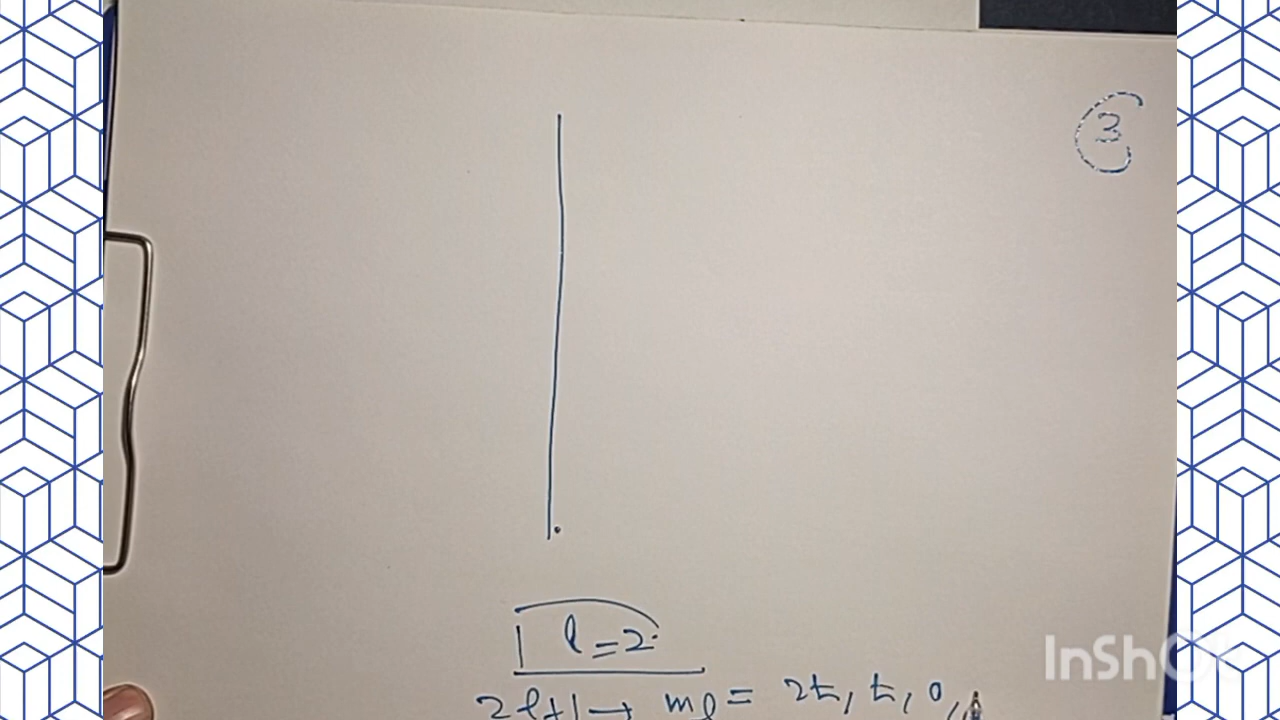 3
l = 2
2l+1 → mℓ = 2ħ, ħ, 0,
InShOt